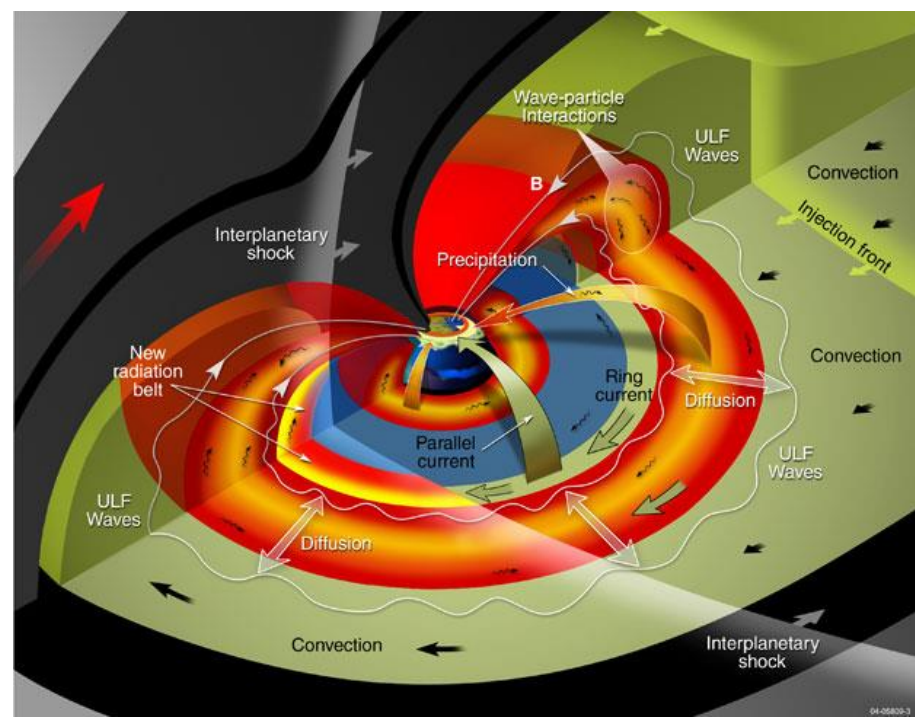 Wave-particle
Interactions
ULF
Waves
Convection
B
Injection front
Interplanetary
shock
Precipitation
New
radiation
belt
Ring
current
Convection
Diffusion
Parallel
current
ULF
Waves
ULF
Waves
Diffusion
Convection
Interplanetary
shock
04-05809-3